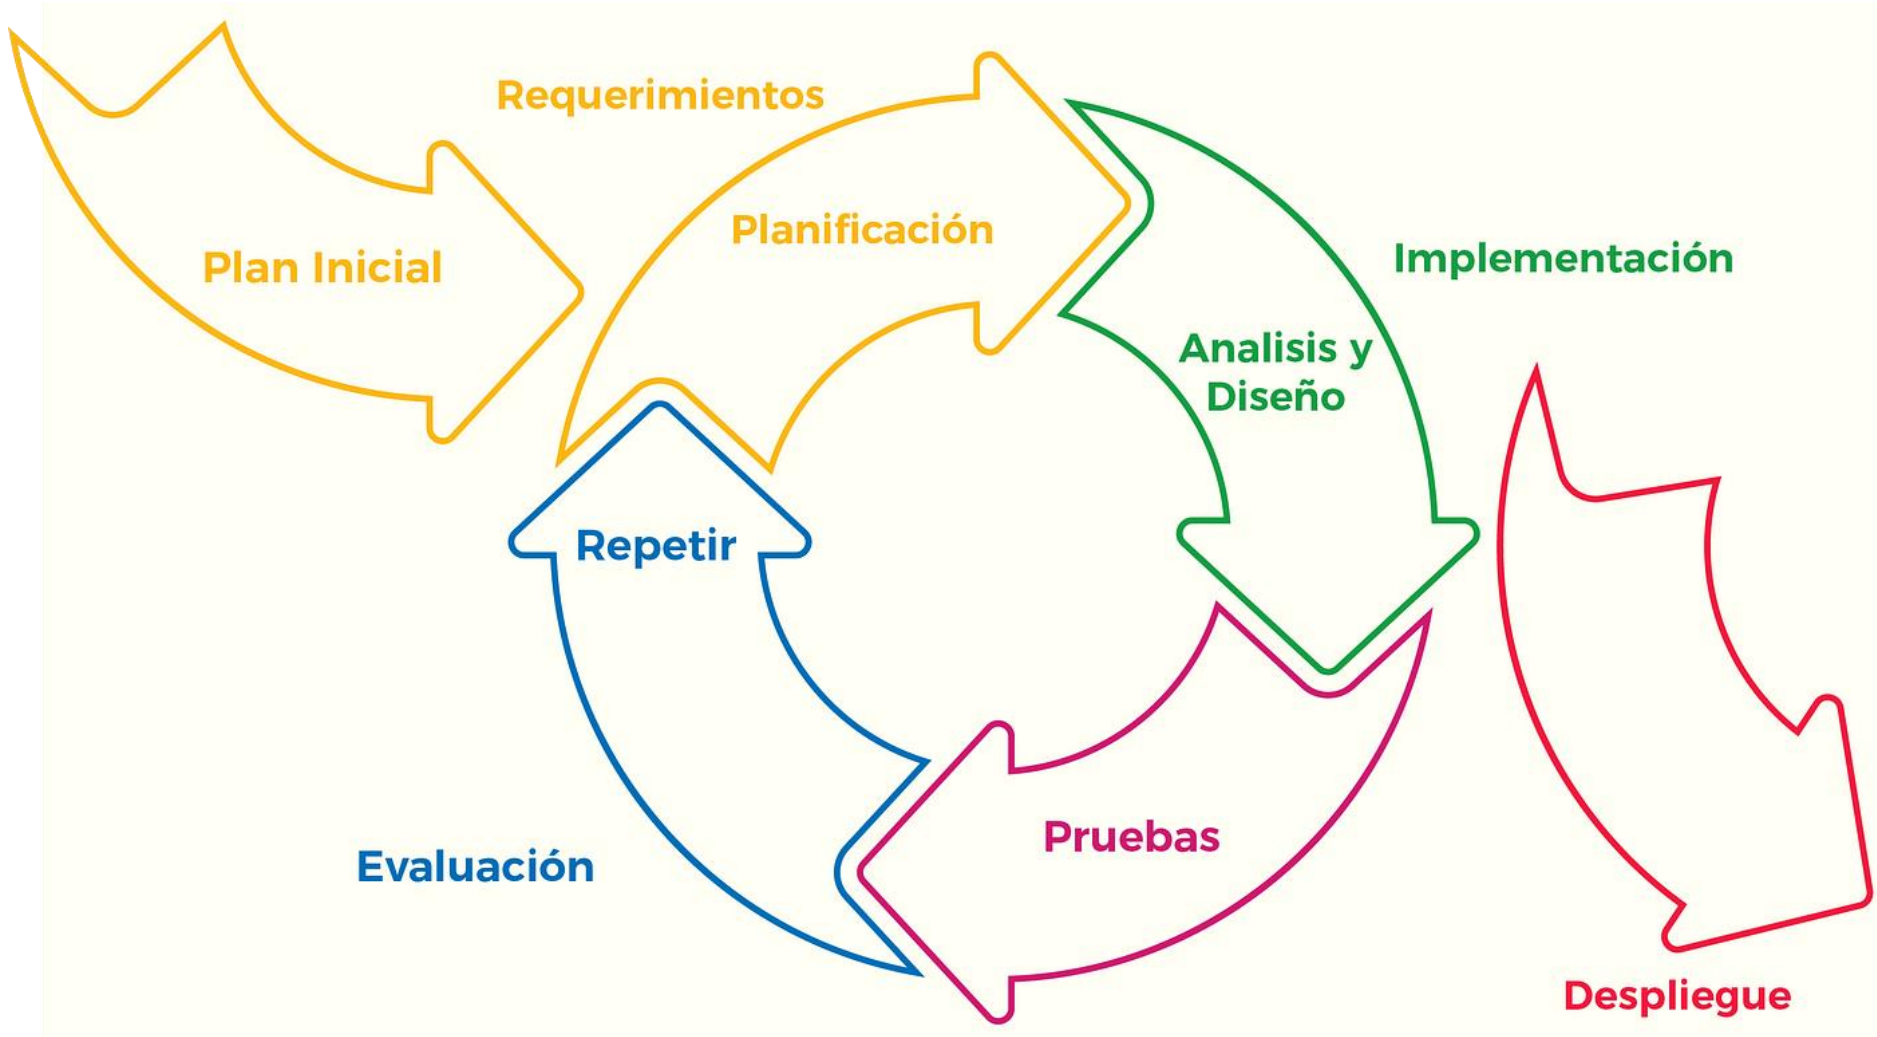 Requerimientos
Planificación
Plan Inicial
Implementación
Analisis y
Diseño
Repetir
Pruebas
Evaluación
Despliegue